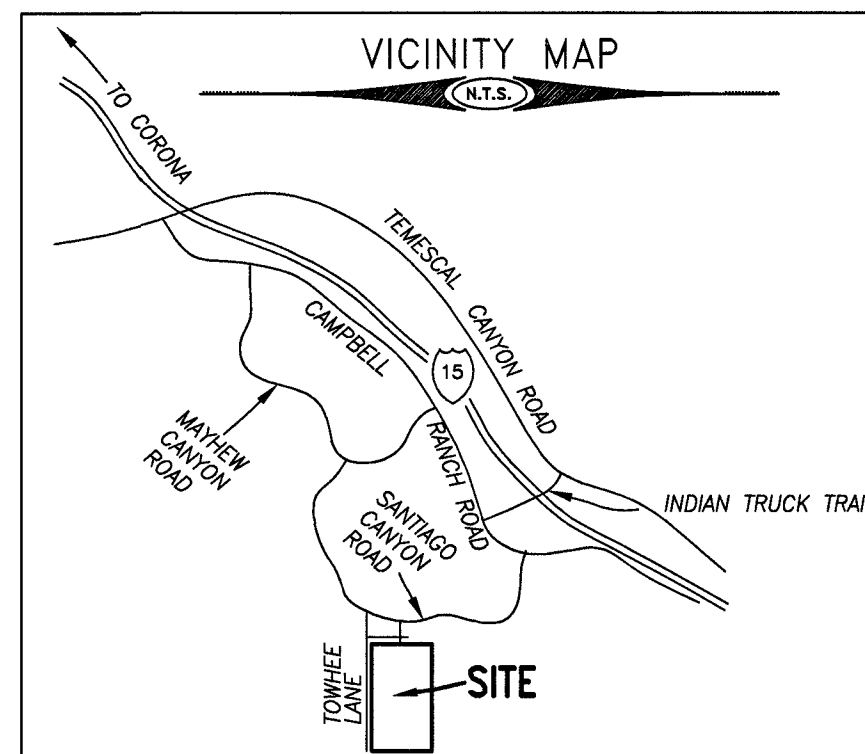 VICINITY MAP
N.T.S.
TO CORONA
TEMESCAL CANYON ROAD
CAMPBELL RANCH ROAD
15
MAYHEW
CANYON
ROAD
SANTIAGO
CANYON
ROAD
INDIAN TRUCK TRAI
TOWHEE
LANE
SITE